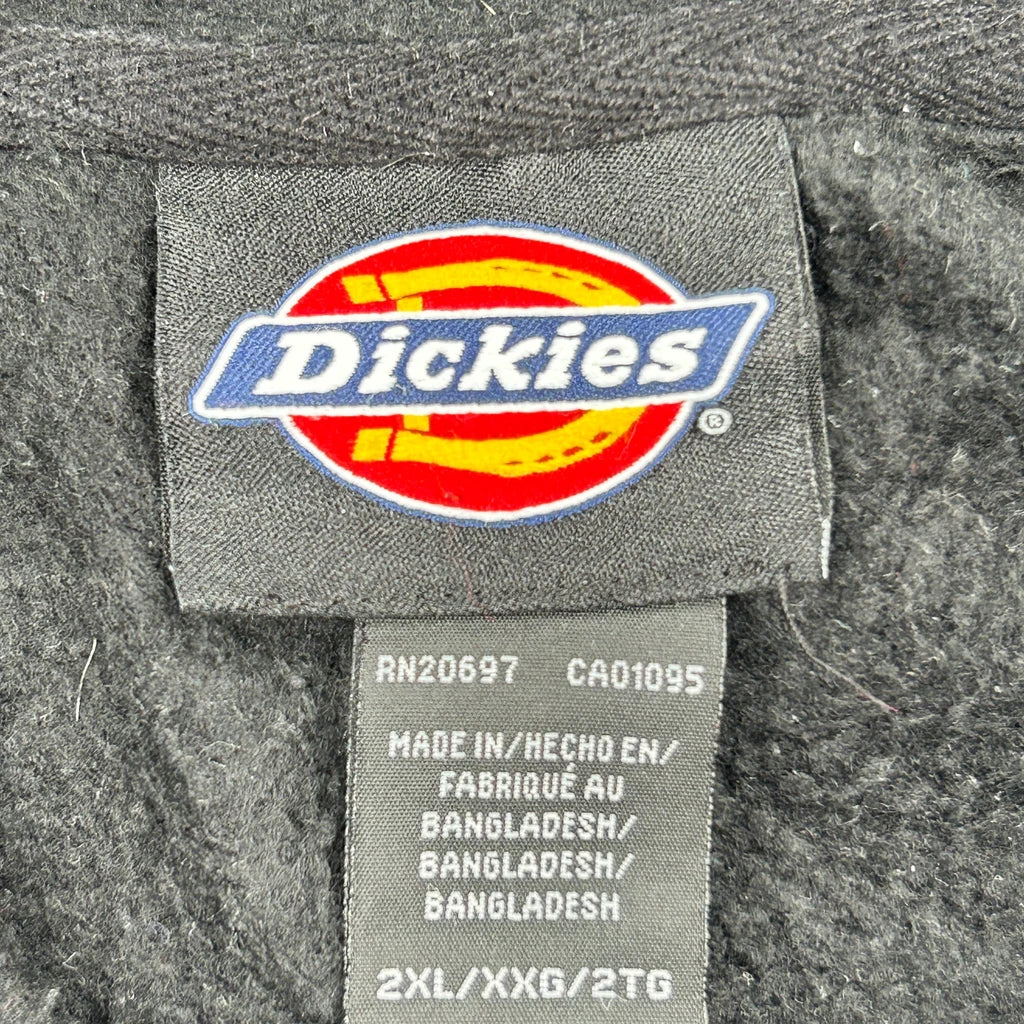 Dickies
®
RN20697 CA01095
MADE IN/HECHO EN/
FABRIQUÉ AU
BANGLADESH/
BANGLADESH/
BANGLADESH
2XL/XXG/2TG